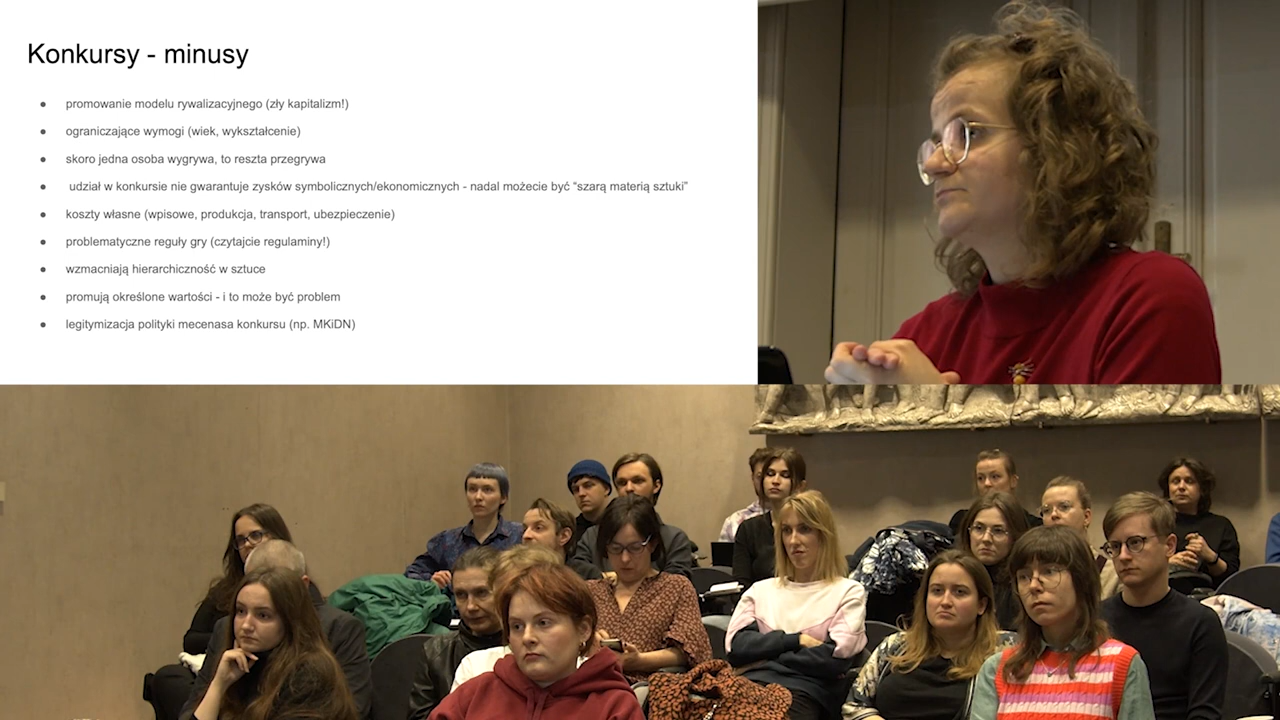 Konkursy - minusy
● promowanie modelu rywalizacyjnego (zły kapitalizm!)
● ograniczające wymogi (wiek, wykształcenie)
● skoro jedna osoba wygrywa, to reszta przegrywa
● udział w konkursie nie gwarantuje zysków symbolicznych/ekonomicznych - nadal możecie być “szarą materią sztuki”
● koszty własne (wpisowe, produkcja, transport, ubezpieczenie)
● problematyczne reguły gry (czytajcie regulaminy!)
● wzmacniają hierarchiczność w sztuce
● promują określone wartości - i to może być problem
● legitymizacja polityki mecenasa konkursu (np. MKiDN)